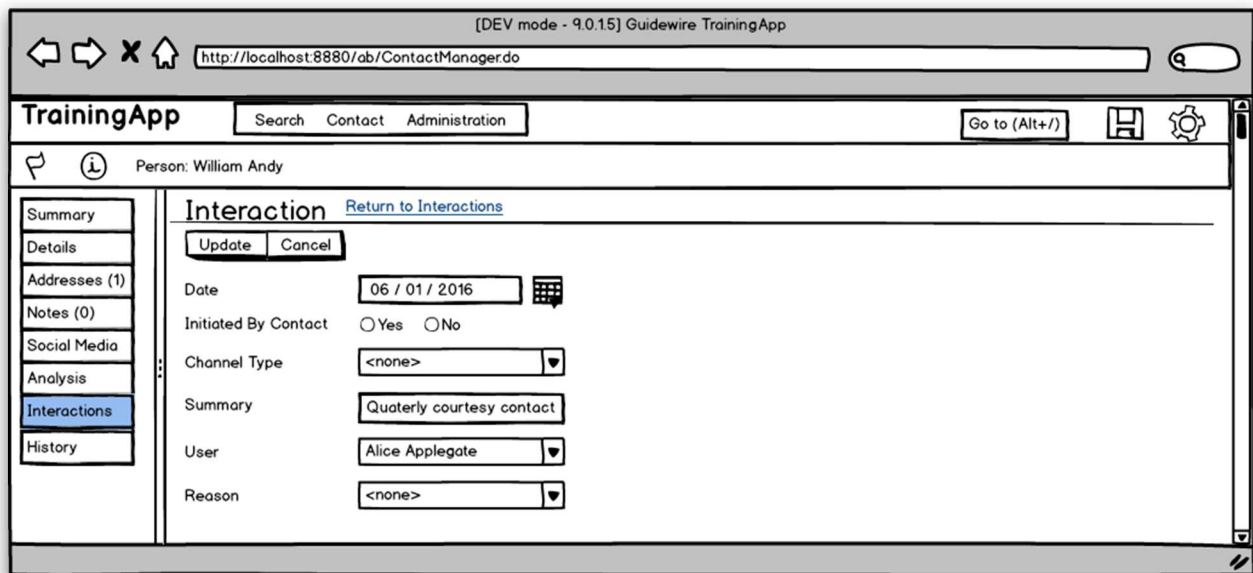 [DEV mode - 9.0.1.5] Guidewire TrainingApp
http://localhost:8880/ab/ContactManager.do
TrainingApp Search Contact Administration Go to (Alt+/)
Person: William Andy
Summary
Details
Addresses (1)
Notes (0)
Social Media
Analysis
Interactions
History
Interaction Return to Interactions
Update Cancel
Date 06 / 01 / 2016
Initiated By Contact Yes No
Channel Type <none>
Summary Quaterly courtesy contact
User Alice Applegate
Reason <none>